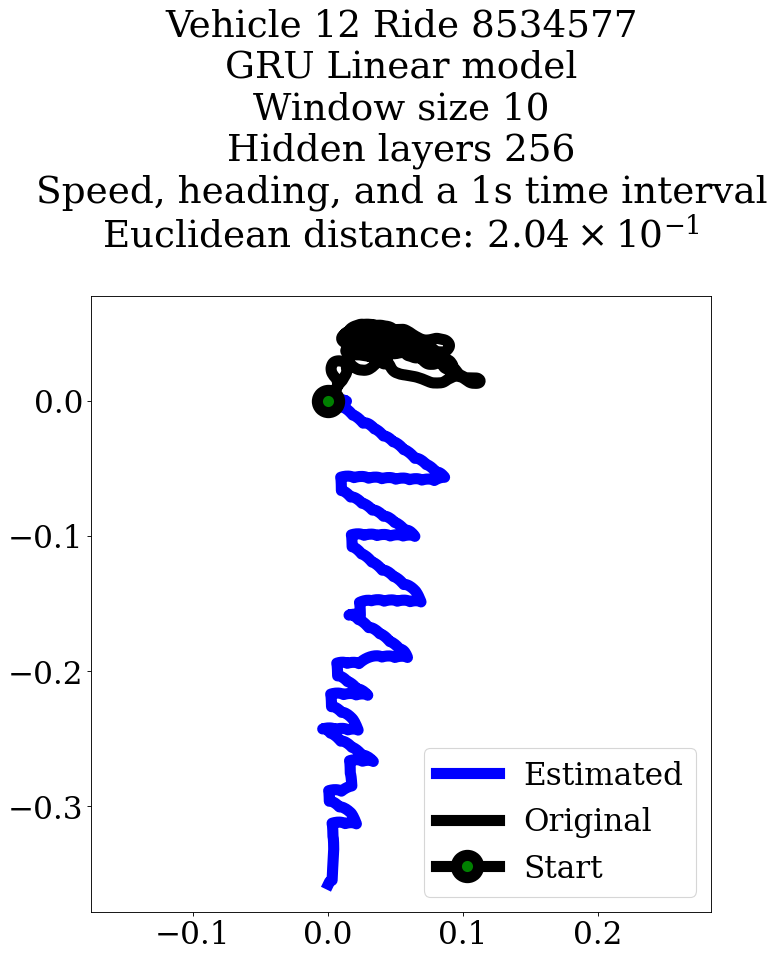 Vehicle 12 Ride 8534577
GRU Linear model
Window size 10
Hidden layers 256
Speed, heading, and a 1s time interval
Euclidean distance: 2.04 × 10⁻¹
0.0
−0.1
−0.2
−0.3
Estimated
Original
Start
−0.1 0.0 0.1 0.2